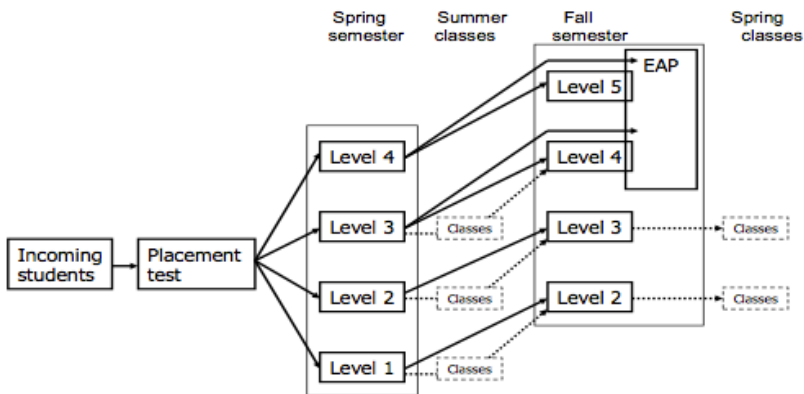 Spring
semester
Summer
classes
Fall
semester
Spring
classes
EAP
Level 5
Level 4
Level 4
Level 3
Classes
Level 3
Classes
Incoming
students
Placement
test
Level 2
Classes
Level 2
Classes
Level 1
Classes